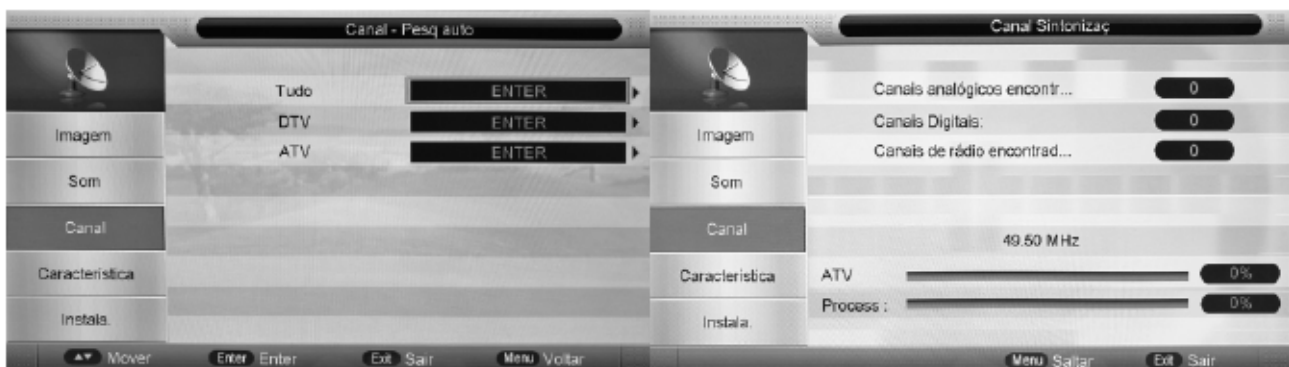 Canal - Pesq auto
Tudo ENTER
DTV ENTER
ATV ENTER
Imagem
Som
Canal
Caracteristica
Instala.
Mover Enter Enter Exit Sair Menu Voltar
Canal Sintonizaç
Canais analógicos encontr... 0
Canais Digitais: 0
Canais de rádio encontrad... 0
Imagem
Som
Canal
Caracteristica
Instala.
49.50 MHz
ATV 0%
Process : 0%
Menu Saltar Exit Sair